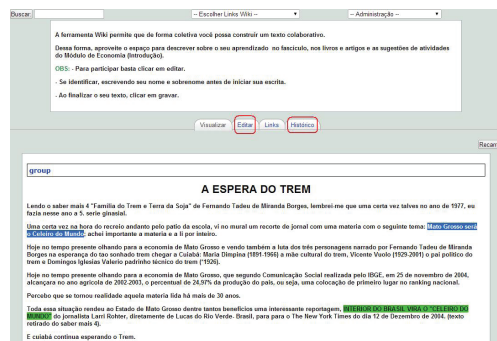 Buscar:
-- Escolher Links Wiki --
-- Administração --
A ferramenta Wiki permite que de forma coletiva você possa construir um texto colaborativo.
Dessa forma, aproveite o espaço para descrever sobre o seu aprendizado no fascículo, nos livros e artigos e as sugestões de atividades
do Módulo de Economia (Introdução).
OBS: - Para participar basta clicar em editar.
- Se identificar, escrevendo seu nome e sobrenome antes de iniciar sua escrita.
- Ao finalizar o seu texto, clicar em gravar.
Visualizar Editar Links Histórico
Recarr
group
A ESPERA DO TREM
Lendo o saber mais 4 "Familia do Trem e Terra da Soja" de Fernando Tadeu de Miranda Borges, lembrei-me que uma certa vez talves no ano de 1977, eu
fazia nesse ano a 5. serie ginasial.
Uma certa vez na hora do recreio andanto pelo patio da escola, vi no mural um recorte de jornal com uma materia com o seguinte tema: Mato Grosso será
o Celeiro do Mundo; achei importante a materia e a li por inteiro.
Hoje no tempo presente olhando para a economia de Mato Grosso e vendo também a luta dos três personagens narrado por Fernando Tadeu de Miranda
Borges na esperança do tao sonhado trem chegar a Cuiabá: Maria Dimpina (1891-1966) a mãe cultural do trem, Vicente Vuolo (1929-2001) o pai politico do
trem e Domingos Iglesias Valerio padrinho técnico do trem (*1926).
Hoje no tempo presente olhando para a economia de Mato Grosso, que segundo Comunicação Social realizada pelo IBGE, em 25 de novembro de 2004,
alcançara no ano agricola de 2002-2003, o percentual de 24,97% da produção do país, ou seja, uma colocação de primeiro lugar no ranking nacional.
Percebo que se tornou realidade aquela materia lida há mais de 30 anos.
Toda essa situação rendeu ao Estado de Mato Grosso dentre tantos beneficios uma interessante reportagem, INTERIOR DO BRASIL VIRA O "CELEIRO DO
MUNDO" do jornalista Larri Rohter, diretamente de Lucas do Rio Verde- Brasil, para para o The New York Times do dia 12 de Dezembro de 2004. (texto
retirado do saber mais 4).
E cuiabá continua esperando o Trem.